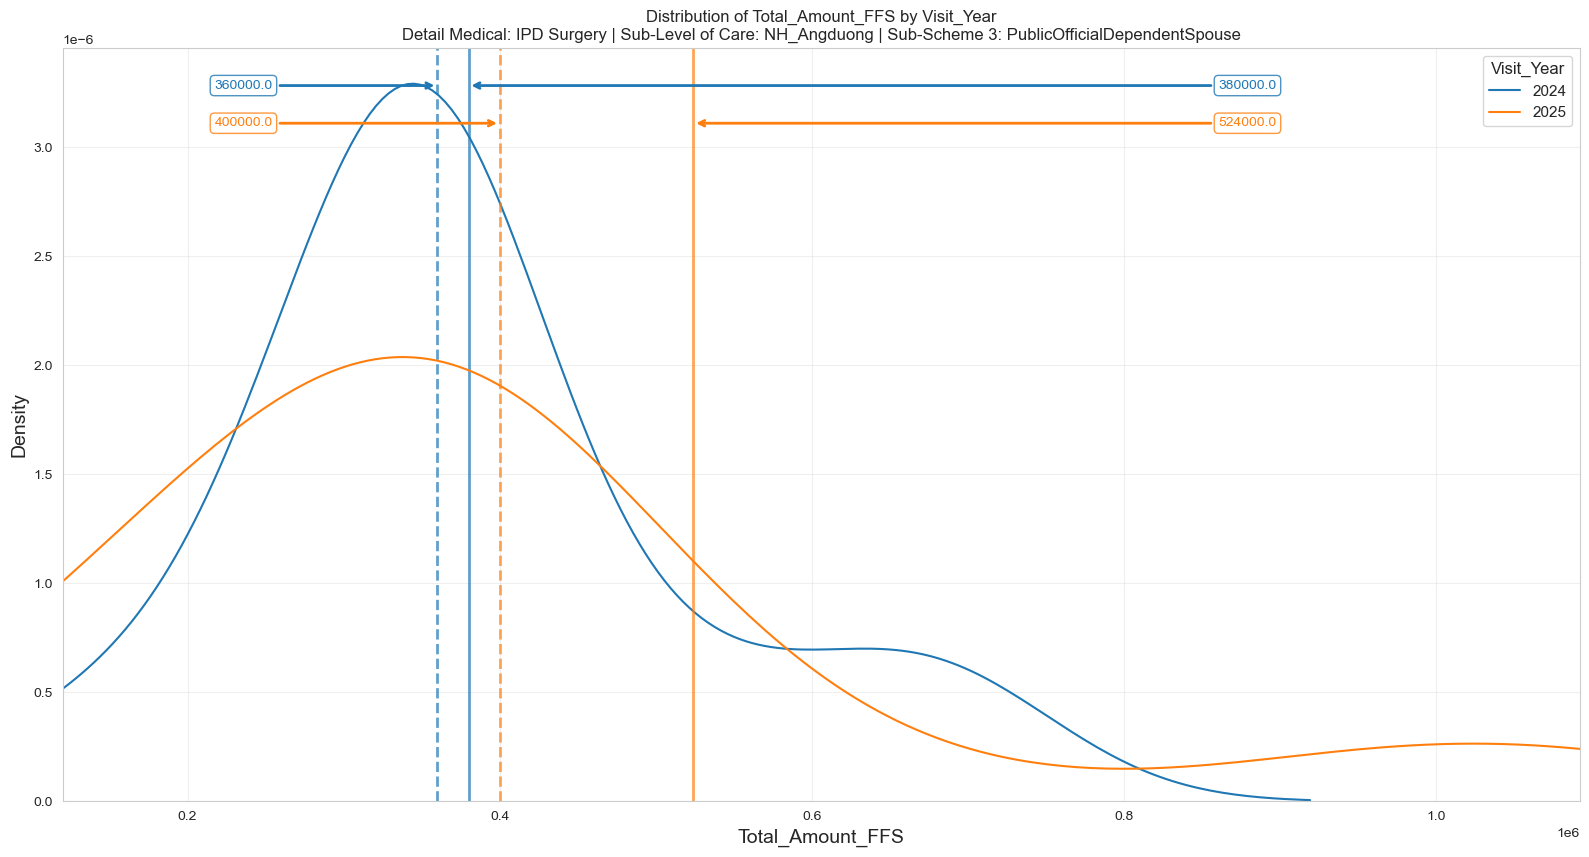 Distribution of Total_Amount_FFS by Visit_Year
Detail Medical: IPD Surgery | Sub-Level of Care: NH_Angduong | Sub-Scheme 3: PublicOfficialDependentSpouse
1e−6
Visit_Year
2024
2025
360000.0
380000.0
400000.0
524000.0
3.0
2.5
2.0
1.5
1.0
0.5
0.0
Density
0.2
0.4
0.6
0.8
1.0
1e6
Total_Amount_FFS